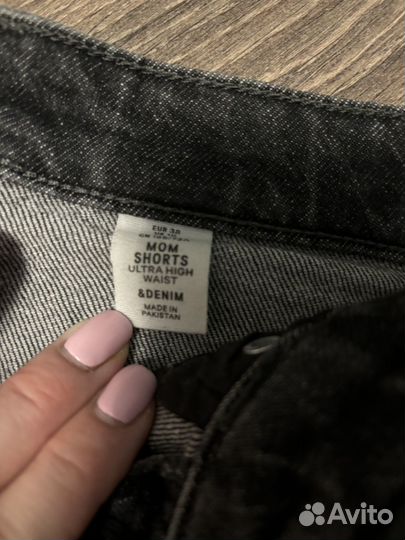 EUR 38
MOM
SHORTS
ULTRA HIGH
WAIST
&DENIM
MADE IN
PAKISTAN
Avito